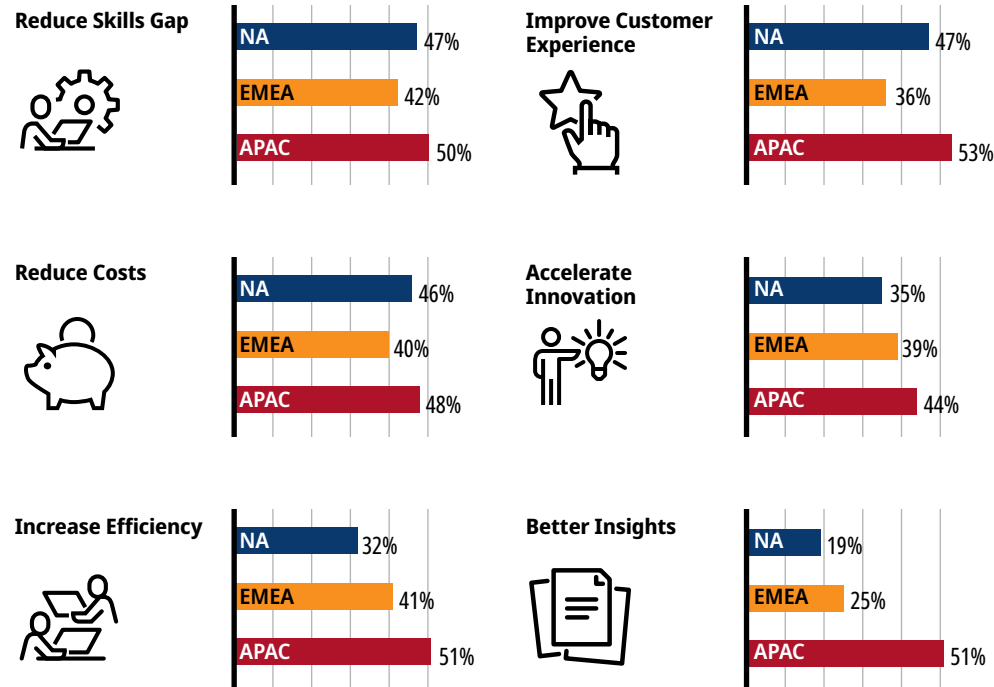 Reduce Skills Gap
NA
47%
EMEA
42%
APAC
50%
Improve Customer
Experience
NA
47%
EMEA
36%
APAC
53%
Reduce Costs
NA
46%
EMEA
40%
APAC
48%
Accelerate
Innovation
NA
35%
EMEA
39%
APAC
44%
Increase Efficiency
NA
32%
EMEA
41%
APAC
51%
Better Insights
NA
19%
EMEA
25%
APAC
51%